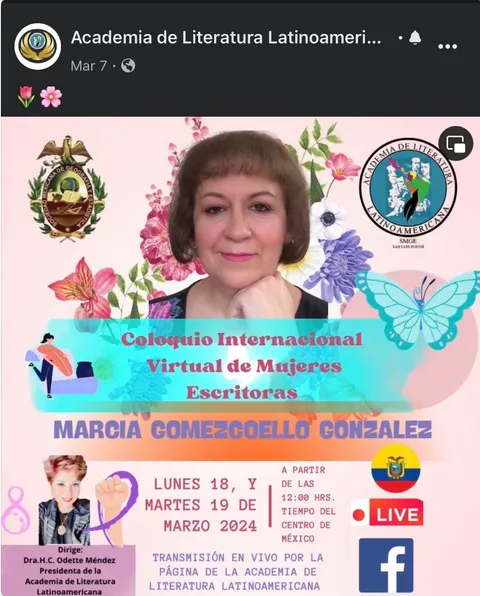 Academia de Literatura Latinoameri...
Mar 7
ACADEMIA DE LITERATURA
LATINOAMERICANA
SMGE
Coloquio Internacional
Virtual de Mujeres
Escritoras
MARCIA GOMEZCOELLO GONZALEZ
LUNES 18, Y
MARTES 19 DE
MARZO 2024
A PARTIR
DE LAS
12:00 HRS.
TIEMPO DEL
CENTRO DE
MÉXICO
LIVE
Dirige:
Dra.H.C. Odette Méndez
Presidenta de la
Academia de Literatura
Latinoamericana
TRANSMISIÓN EN VIVO POR LA
PÁGINA DE LA ACADEMIA DE
LITERATURA LATINOAMERICANA